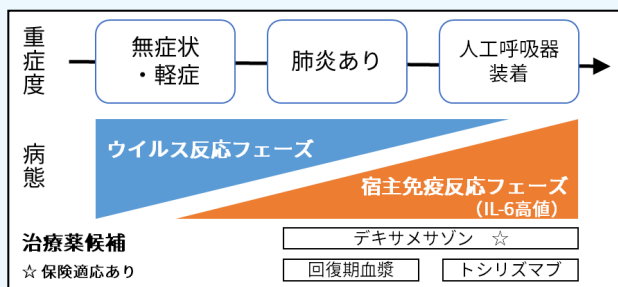 重症度
無症状
・軽症
肺炎あり
人工呼吸器
装着
病態
ウイルス反応フェーズ
宿主免疫反応フェーズ
（IL-6高値）
治療薬候補
☆ 保険適応あり
デキサメサゾン ☆
回復期血漿
トシリズマブ